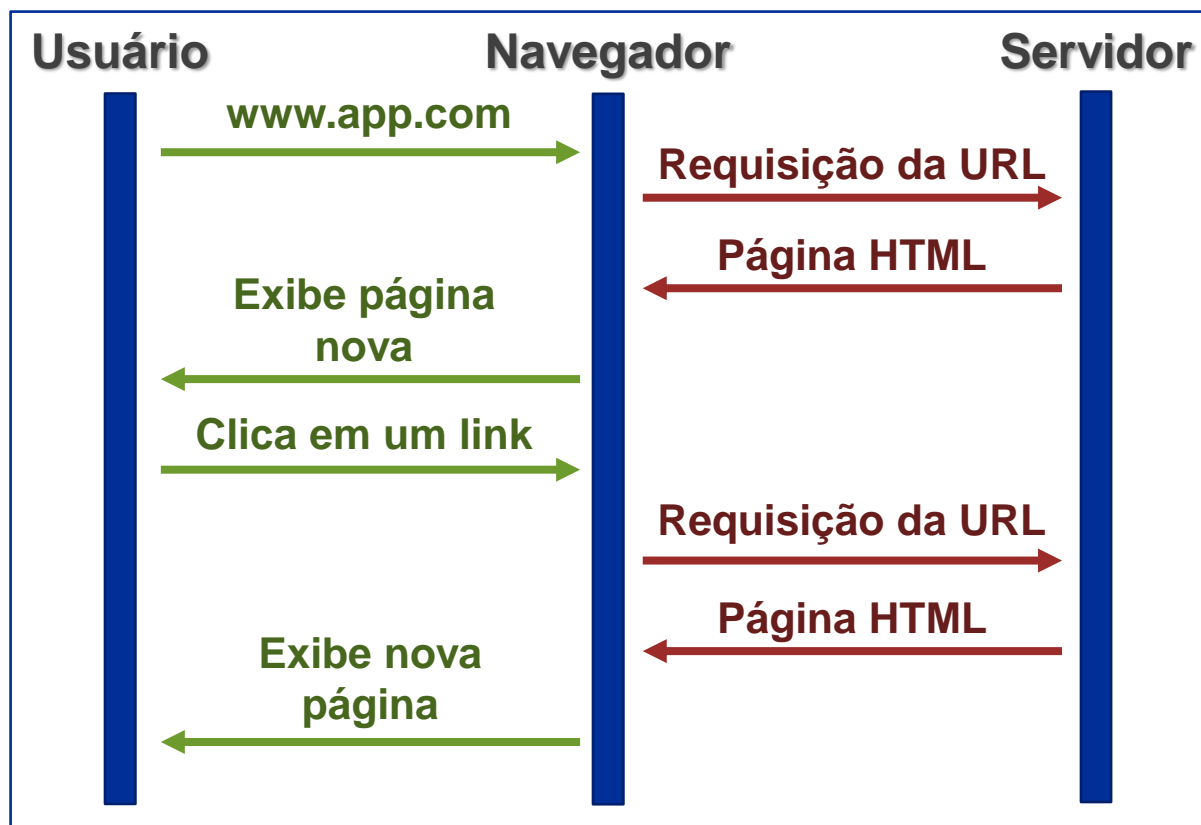 Usuário
Navegador
Servidor
www.app.com
Requisição da URL
Página HTML
Exibe página
nova
Clica em um link
Requisição da URL
Página HTML
Exibe nova
página